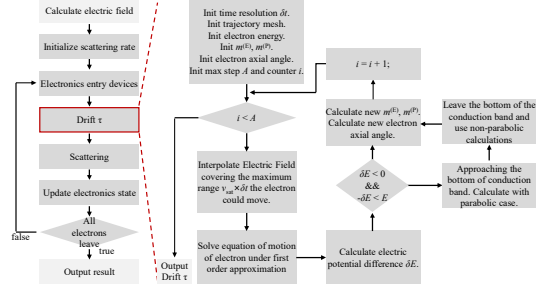 Calculate electric field
Initialize scattering rate
Electronics entry devices
Drift τ
Scattering
Update electronics state
All
electrons
leave
false
true
Output result
Init time resolution δt.
Init trajectory mesh.
Init electron energy.
Init m(E), m(P).
Init electron axial angle.
Init max step A and counter i.
i < A
Interpolate Electric Field
covering the maximum
range vsat×δt the electron
could move.
Solve equation of motion
of electron under first
order approximation
Output
Drift τ
i = i + 1;
Calculate new m(E), m(P).
Calculate new electron
axial angle.
δE < 0
&&
-δE < E
Calculate electric
potential difference δE.
Leave the bottom of the
conduction band and
use non-parabolic
calculations
Approaching the
bottom of conduction
band. Calculate with
parabolic case.